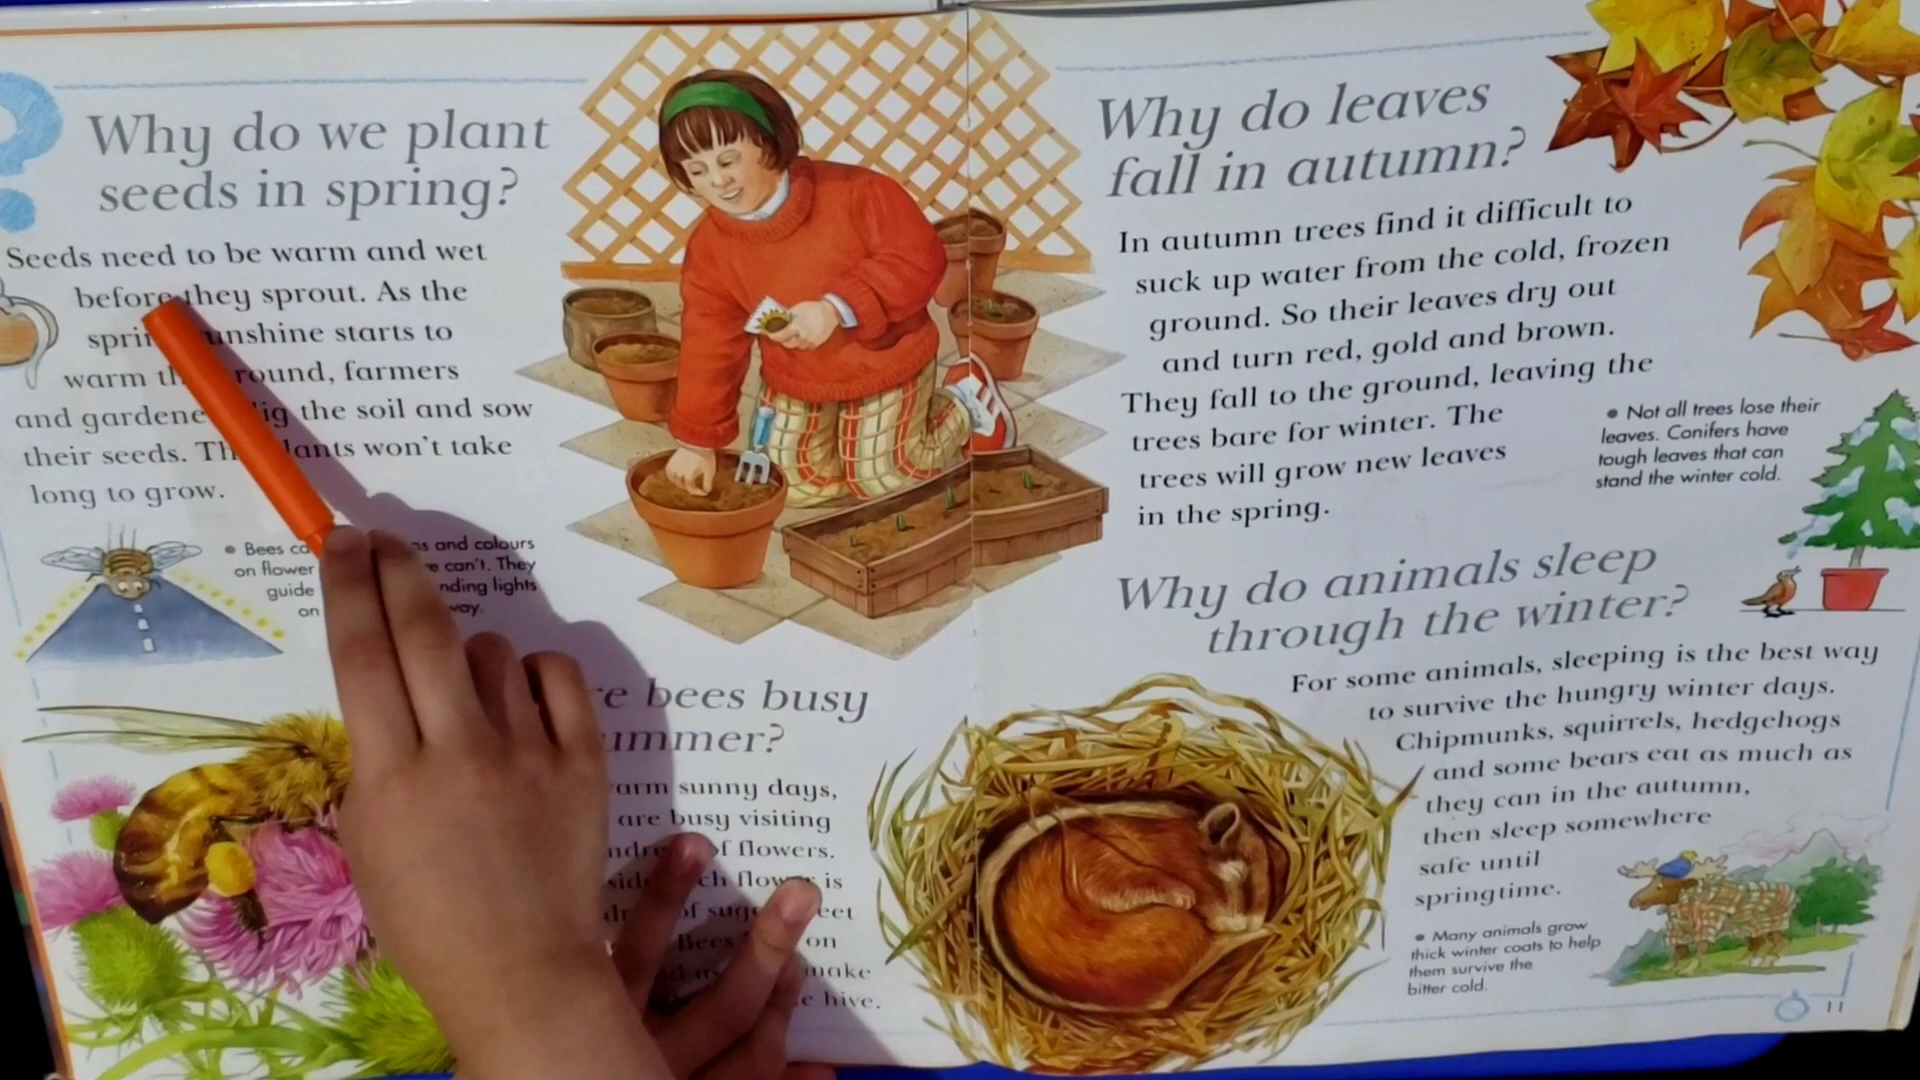 Why do we plant
seeds in spring?
Seeds need to be warm and wet
before they sprout. As the
sunshine starts to
warm round, farmers
and dig the soil and sow
their seeds. won't take
long to grow.
Bees
on flower
guide
on
and colours
can't. They
lights
bees busy
sunny days,
are busy visiting
of flowers.
is
of
Bees on
make
hive.
Why do leaves
fall in autumn?
In autumn trees find it difficult to
suck up water from the cold, frozen
ground. So their leaves dry out
and turn red, gold and brown.
They fall to the ground, leaving the
trees bare for winter. The
trees will grow new leaves
in the spring.
• Not all trees lose their
leaves. Conifers have
tough leaves that can
stand the winter cold.
Why do animals sleep
through the winter?
For some animals, sleeping is the best way
to survive the hungry winter days.
Chipmunks, squirrels, hedgehogs
and some bears eat as much as
they can in the autumn,
then sleep somewhere
safe until
springtime.
• Many animals grow
thick winter coats to help
them survive the
bitter cold.
11